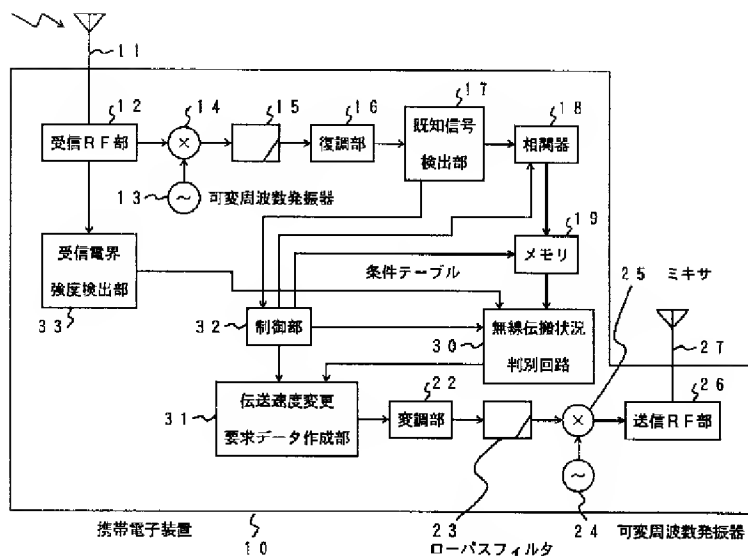 11
12
受信RF部
14
×
15
16
復調部
17
既知信号
検出部
18
相関器
13
~
可変周波数発振器
19
メモリ
受信電界
強度検出部
33
条件テーブル
25 ミキサ
32
制御部
30
無線伝搬状況
判別回路
27
31
伝送速度変更
要求データ作成部
22
変調部
×
26
送信RF部
~
携帯電子装置
10
23
ローパスフィルタ
24
可変周波数発振器